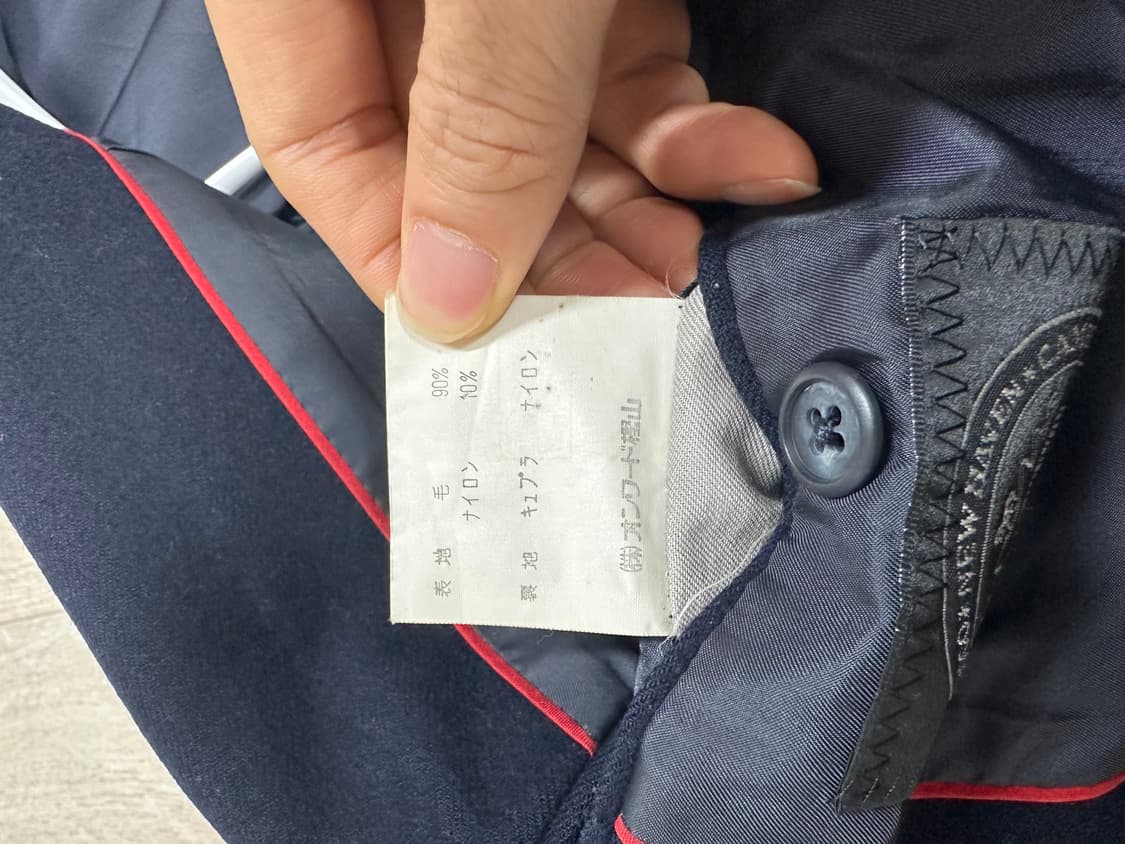 表地 毛 90%
ナイロン 10%
裏地 キュプラ ナイロン
㈱オンワード樫山
NEW HAVEN